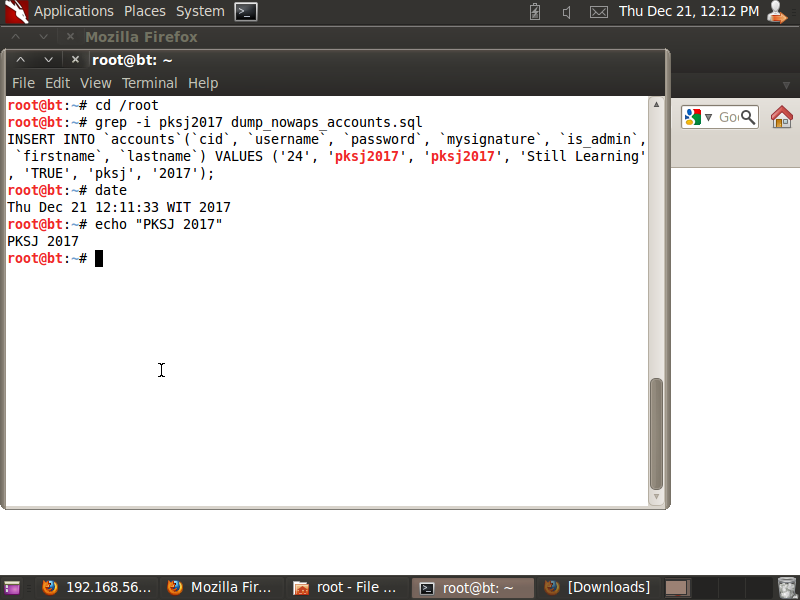 Applications Places System
Thu Dec 21, 12:12 PM
Mozilla Firefox
root@bt: ~
File Edit View Terminal Help
root@bt:~# cd /root
root@bt:~# grep -i pksj2017 dump_nowaps_accounts.sql
INSERT INTO `accounts`(`cid`, `username`, `password`, `mysignature`, `is_admin`,
 `firstname`, `lastname`) VALUES ('24', 'pksj2017', 'pksj2017', 'Still Learning'
, 'TRUE', 'pksj', '2017');
root@bt:~# date
Thu Dec 21 12:11:33 WIT 2017
root@bt:~# echo "PKSJ 2017"
PKSJ 2017
root@bt:~#
Goo
192.168.56... Mozilla Fir... root - File ... root@bt: ~ [Downloads]